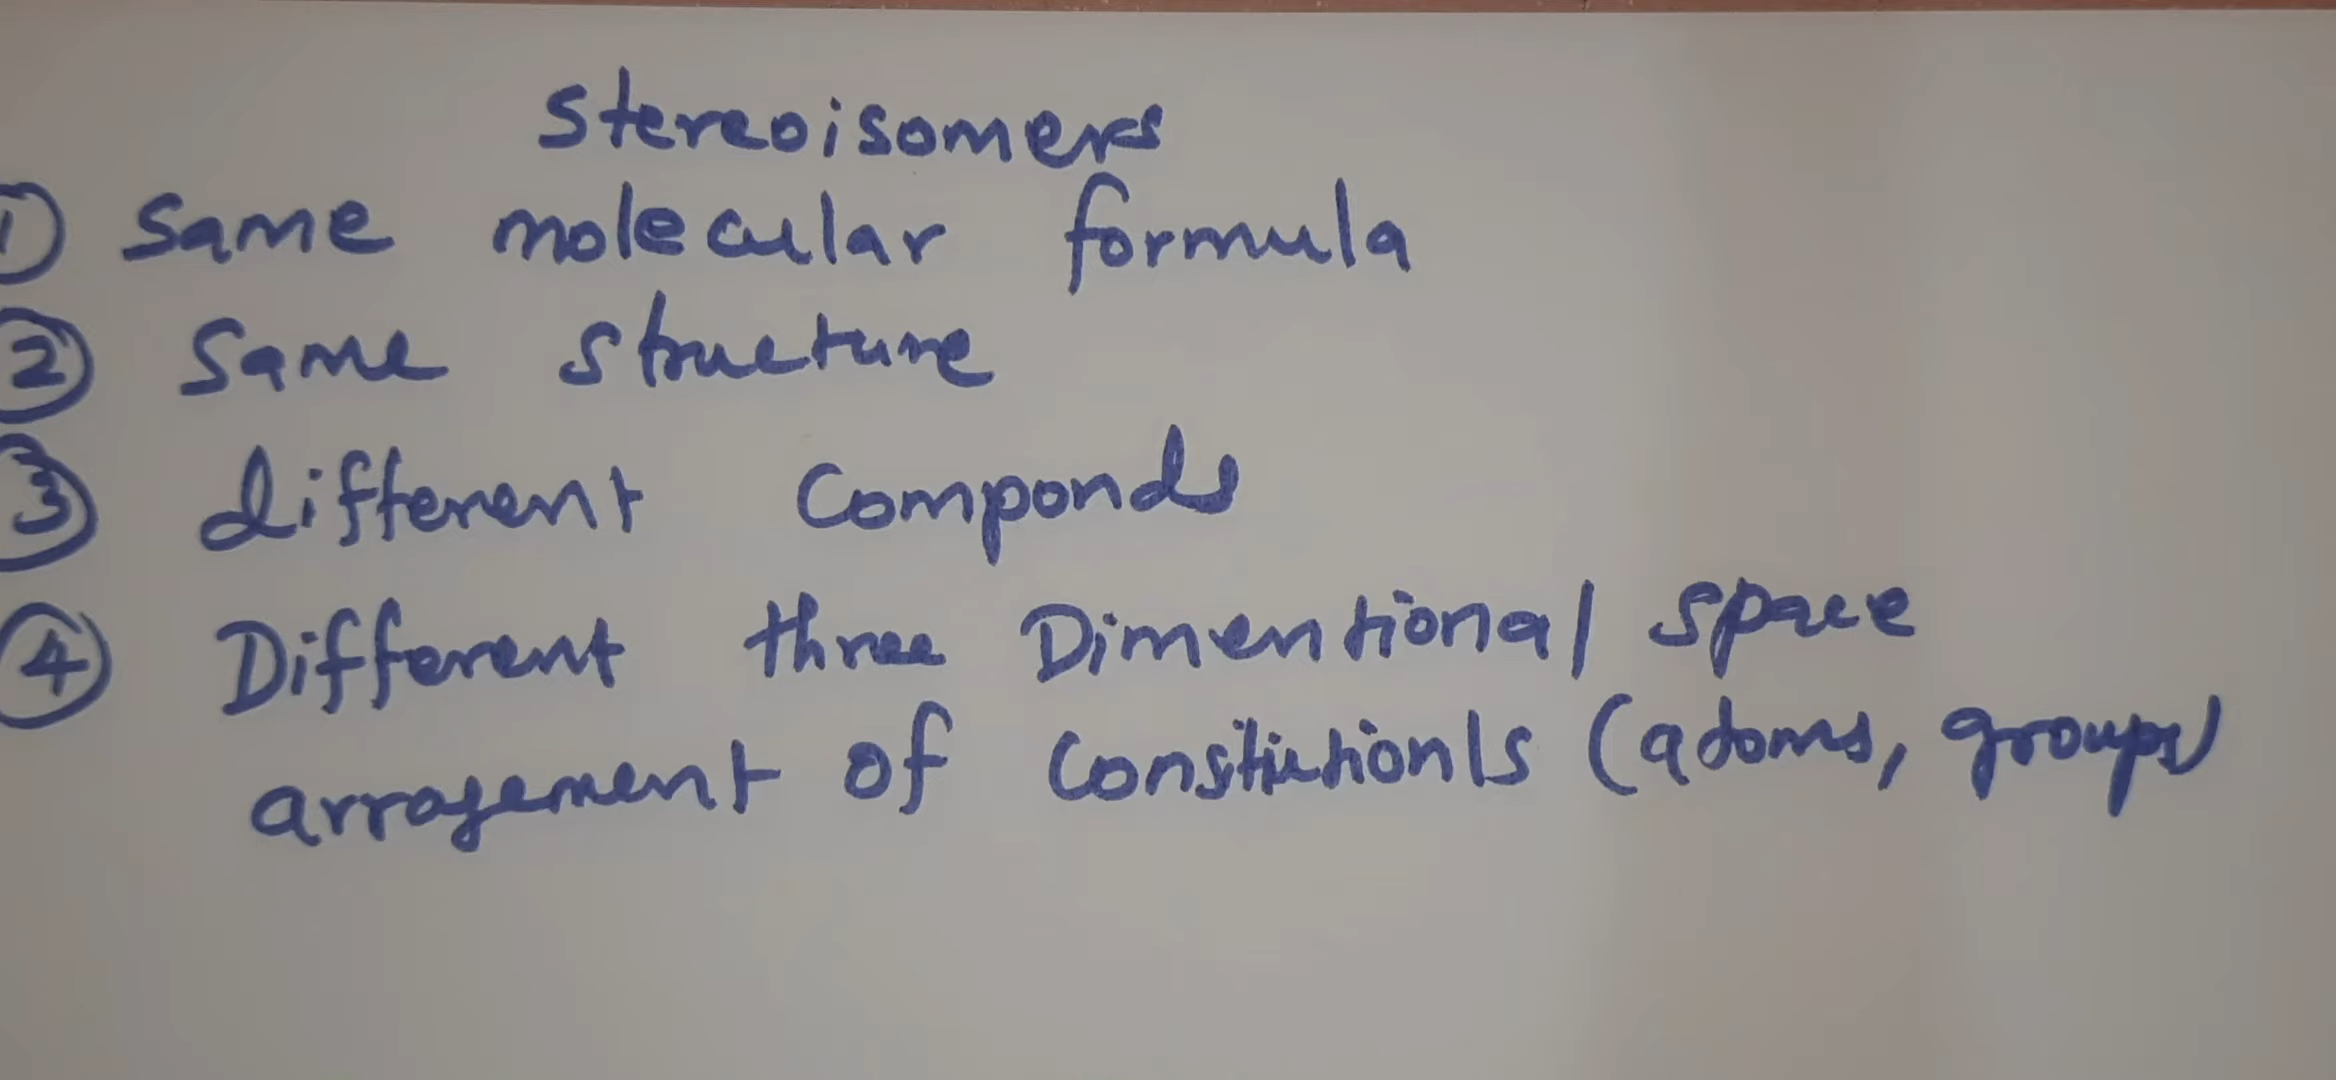 Stereoisomers
① Same molecular formula
② Same structure
③ different Componds
④ Different three Dimentional space
arragement of Constitutionls (atoms, groups)